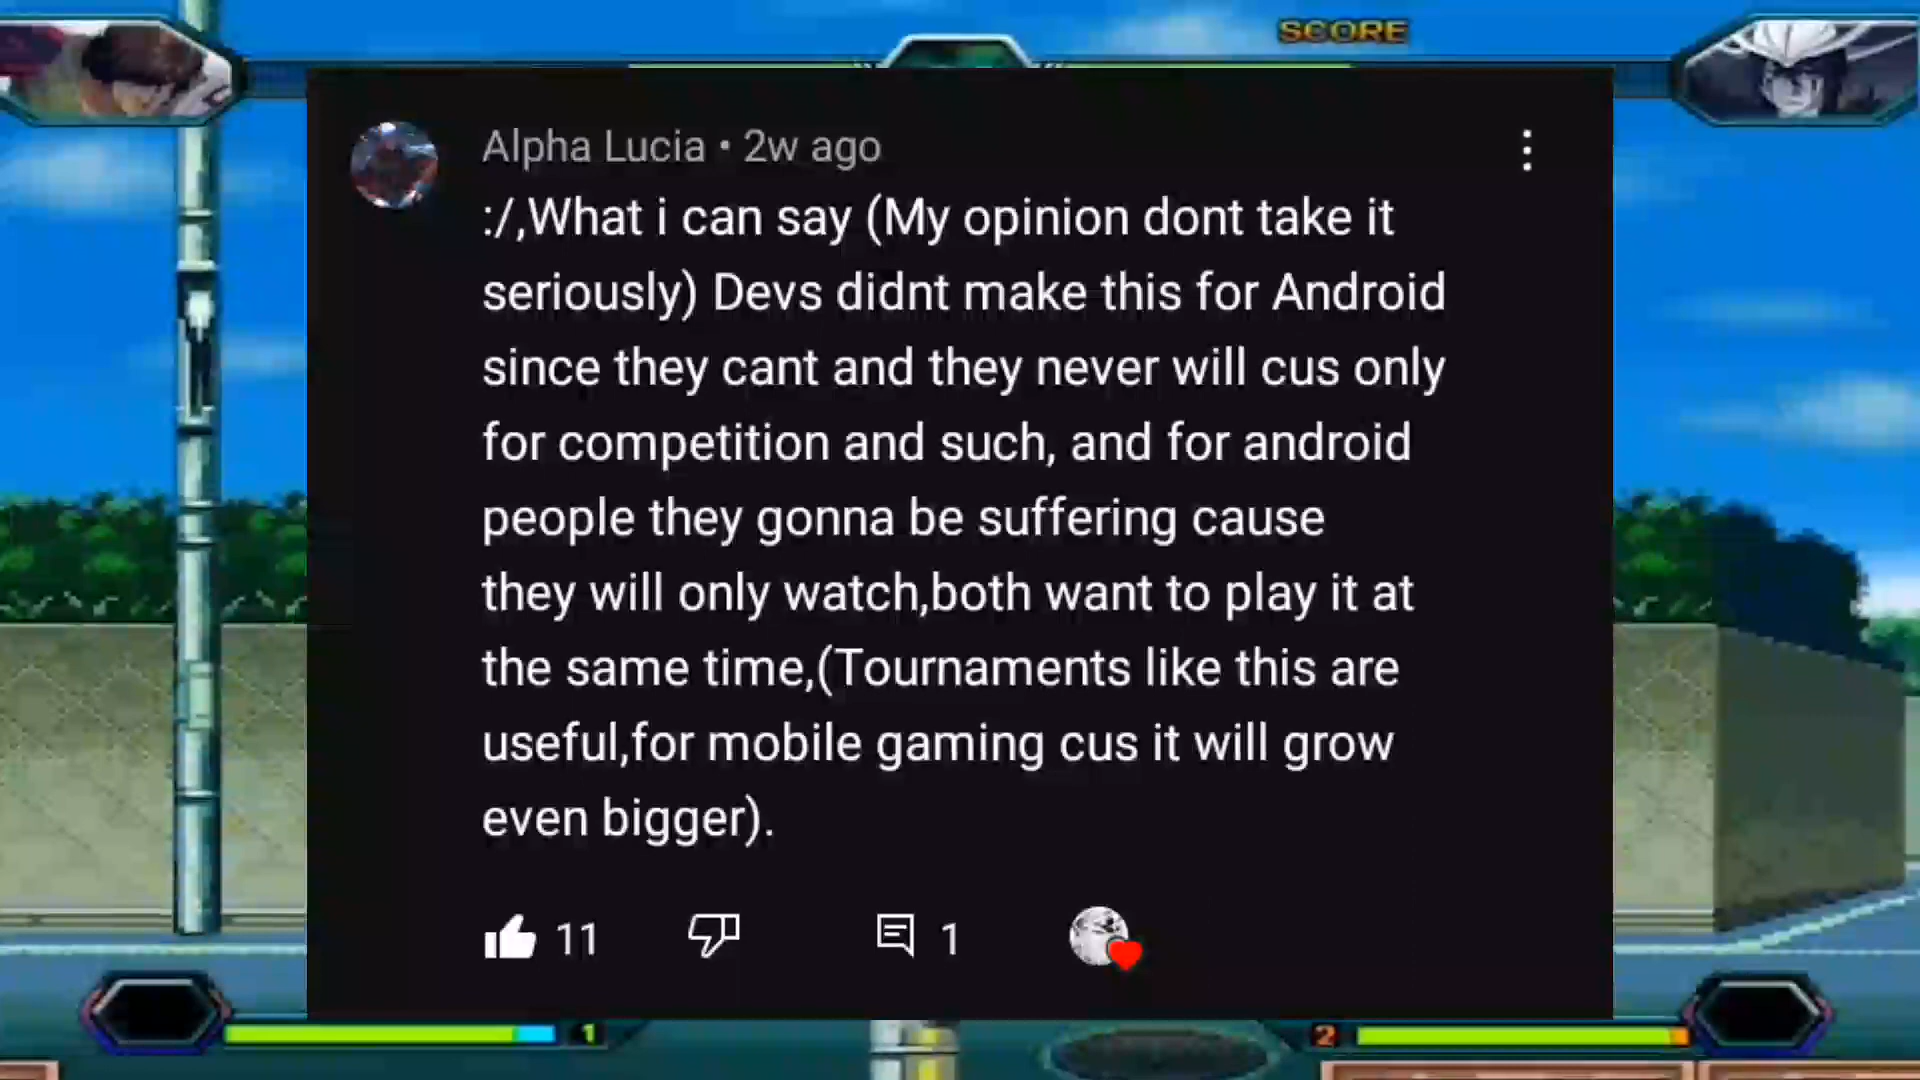 SCORE
Alpha Lucia • 2w ago
:/,What i can say (My opinion dont take it
seriously) Devs didnt make this for Android
since they cant and they never will cus only
for competition and such, and for android
people they gonna be suffering cause
they will only watch,both want to play it at
the same time,(Tournaments like this are
useful,for mobile gaming cus it will grow
even bigger).
11 1
1 2